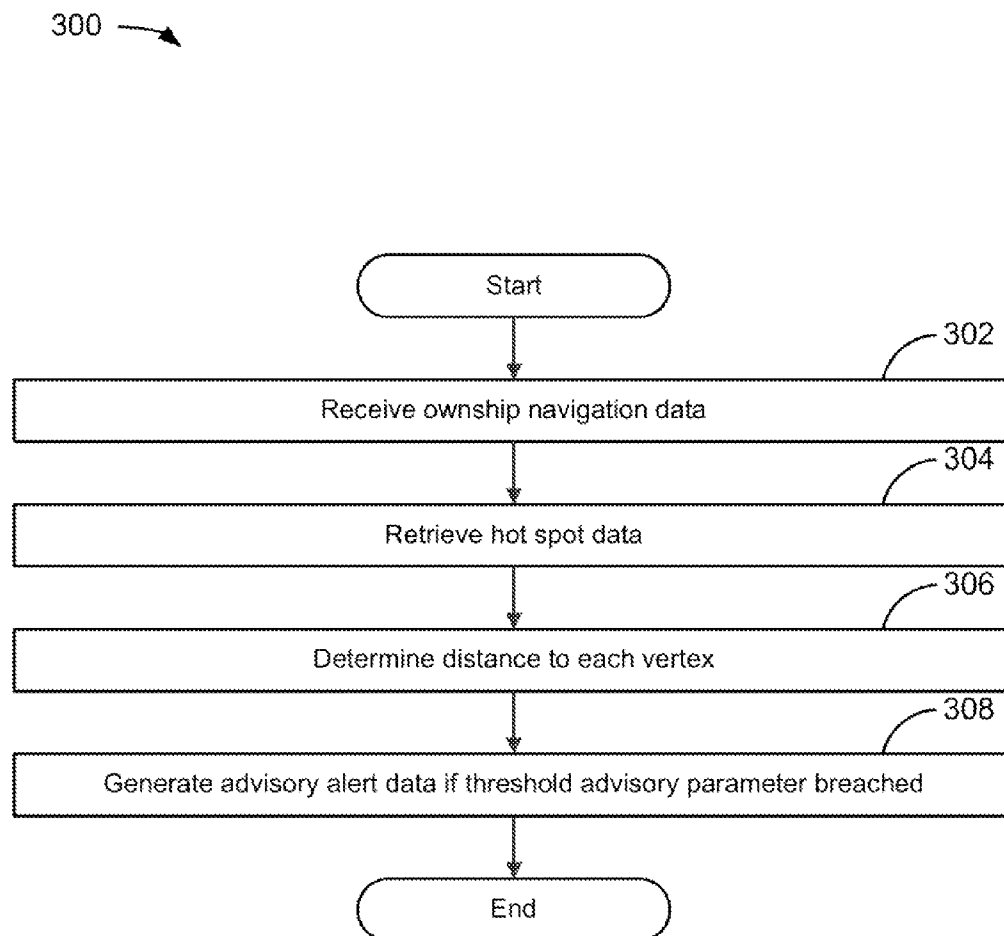 300
Start
302
Receive ownship navigation data
304
Retrieve hot spot data
306
Determine distance to each vertex
308
Generate advisory alert data if threshold advisory parameter breached
End